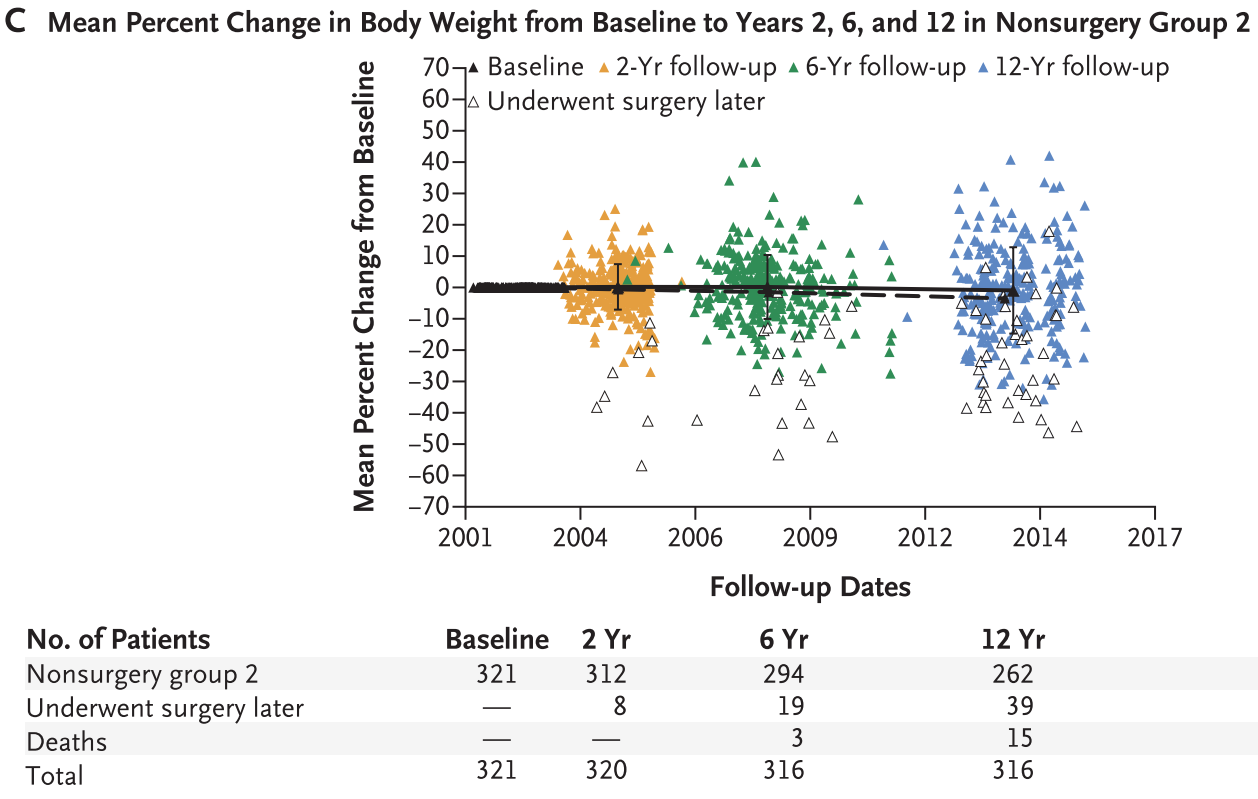 C Mean Percent Change in Body Weight from Baseline to Years 2, 6, and 12 in Nonsurgery Group 2
Mean Percent Change from Baseline
70
60
50
40
30
20
10
0
−10
−20
−30
−40
−50
−60
−70
Baseline 2-Yr follow-up 6-Yr follow-up 12-Yr follow-up
Underwent surgery later
2001 2004 2006 2009 2012 2014 2017
Follow-up Dates
No. of Patients Baseline 2 Yr 6 Yr 12 Yr
Nonsurgery group 2 321 312 294 262
Underwent surgery later — 8 19 39
Deaths — — 3 15
Total 321 320 316 316